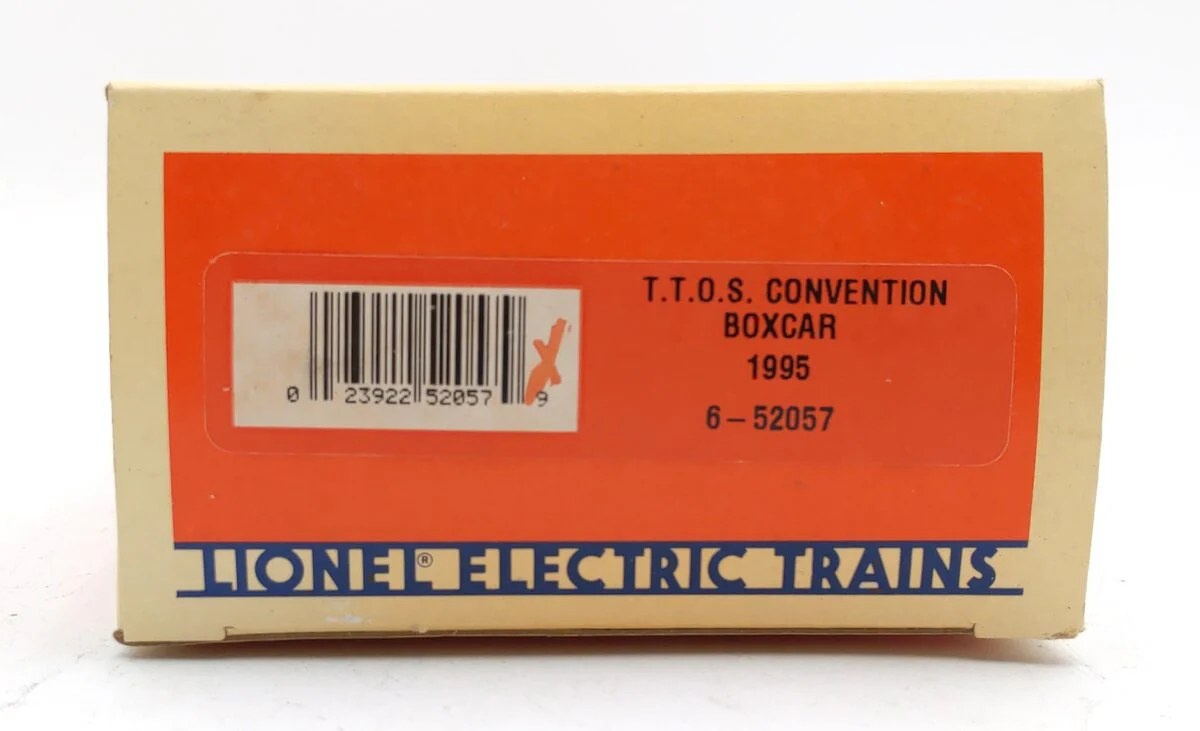 T.T.O.S. CONVENTION
BOXCAR
1995
6-52057
0 23922 52057 9
LIONEL® ELECTRIC TRAINS